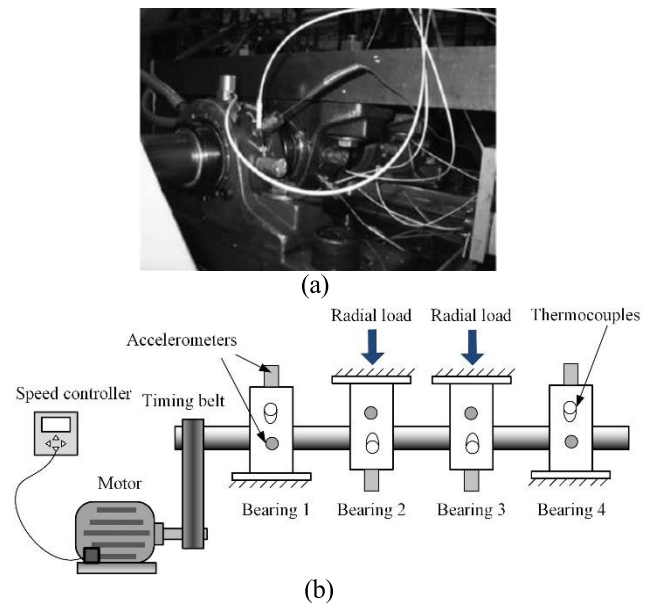 (a)
Radial load Radial load Thermocouples
Accelerometers
Speed controller
Timing belt
Motor
Bearing 1 Bearing 2 Bearing 3 Bearing 4
(b)